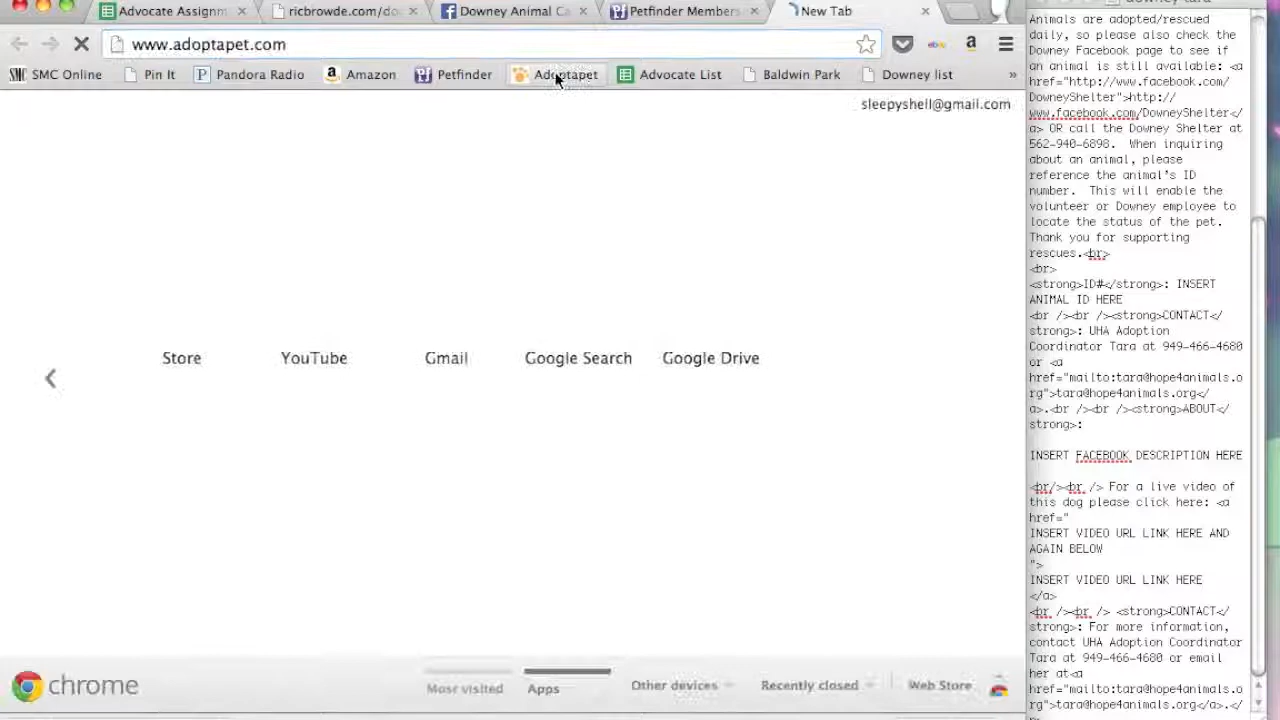 Advocate Assignm
ricbrowde.com/do
Downey Animal Ca
Petfinder Members
New Tab
www.adoptapet.com
SMC Online
Pin It
Pandora Radio
Amazon
Petfinder
Adoptapet
Advocate List
Baldwin Park
Downey list
»
sleepyshell@gmail.com
Store
YouTube
Gmail
Google Search
Google Drive
chrome
Most visited
Apps
Other devices
Recently closed
Web Store
Animals are adopted/rescued
daily, so please also check the
Downey Facebook page to see if
an animal is still available: <a
href="http://www.facebook.com/
DowneyShelter">http://
www.facebook.com/DowneyShelter</
a> OR call the Downey Shelter at
562-940-6898.  When inquiring
about an animal, please
reference the animal's ID
number.  This will enable the
volunteer or Downey employee to
locate the status of the pet.
Thank you for supporting
rescues.<br>
<br>
<strong>ID#</strong>: INSERT
ANIMAL ID HERE
<br /><br /><strong>CONTACT</
strong>: UHA Adoption
Coordinator Tara at 949-466-4680
or <a
href="mailto:tara@hope4animals.o
rg">tara@hope4animals.org</
a>.<br /><br /><strong>ABOUT</
strong>:
INSERT FACEBOOK DESCRIPTION HERE
<br/><br /> For a live video of
this dog please click here: <a
href="
INSERT VIDEO URL LINK HERE AND
AGAIN BELOW
">
INSERT VIDEO URL LINK HERE
</a>
<br /><br /> <strong>CONTACT</
strong>: For more information,
contact UHA Adoption Coordinator
Tara at 949-466-4680 or email
her at<a
href="mailto:tara@hope4animals.o
rg">tara@hope4animals.org</a>.</